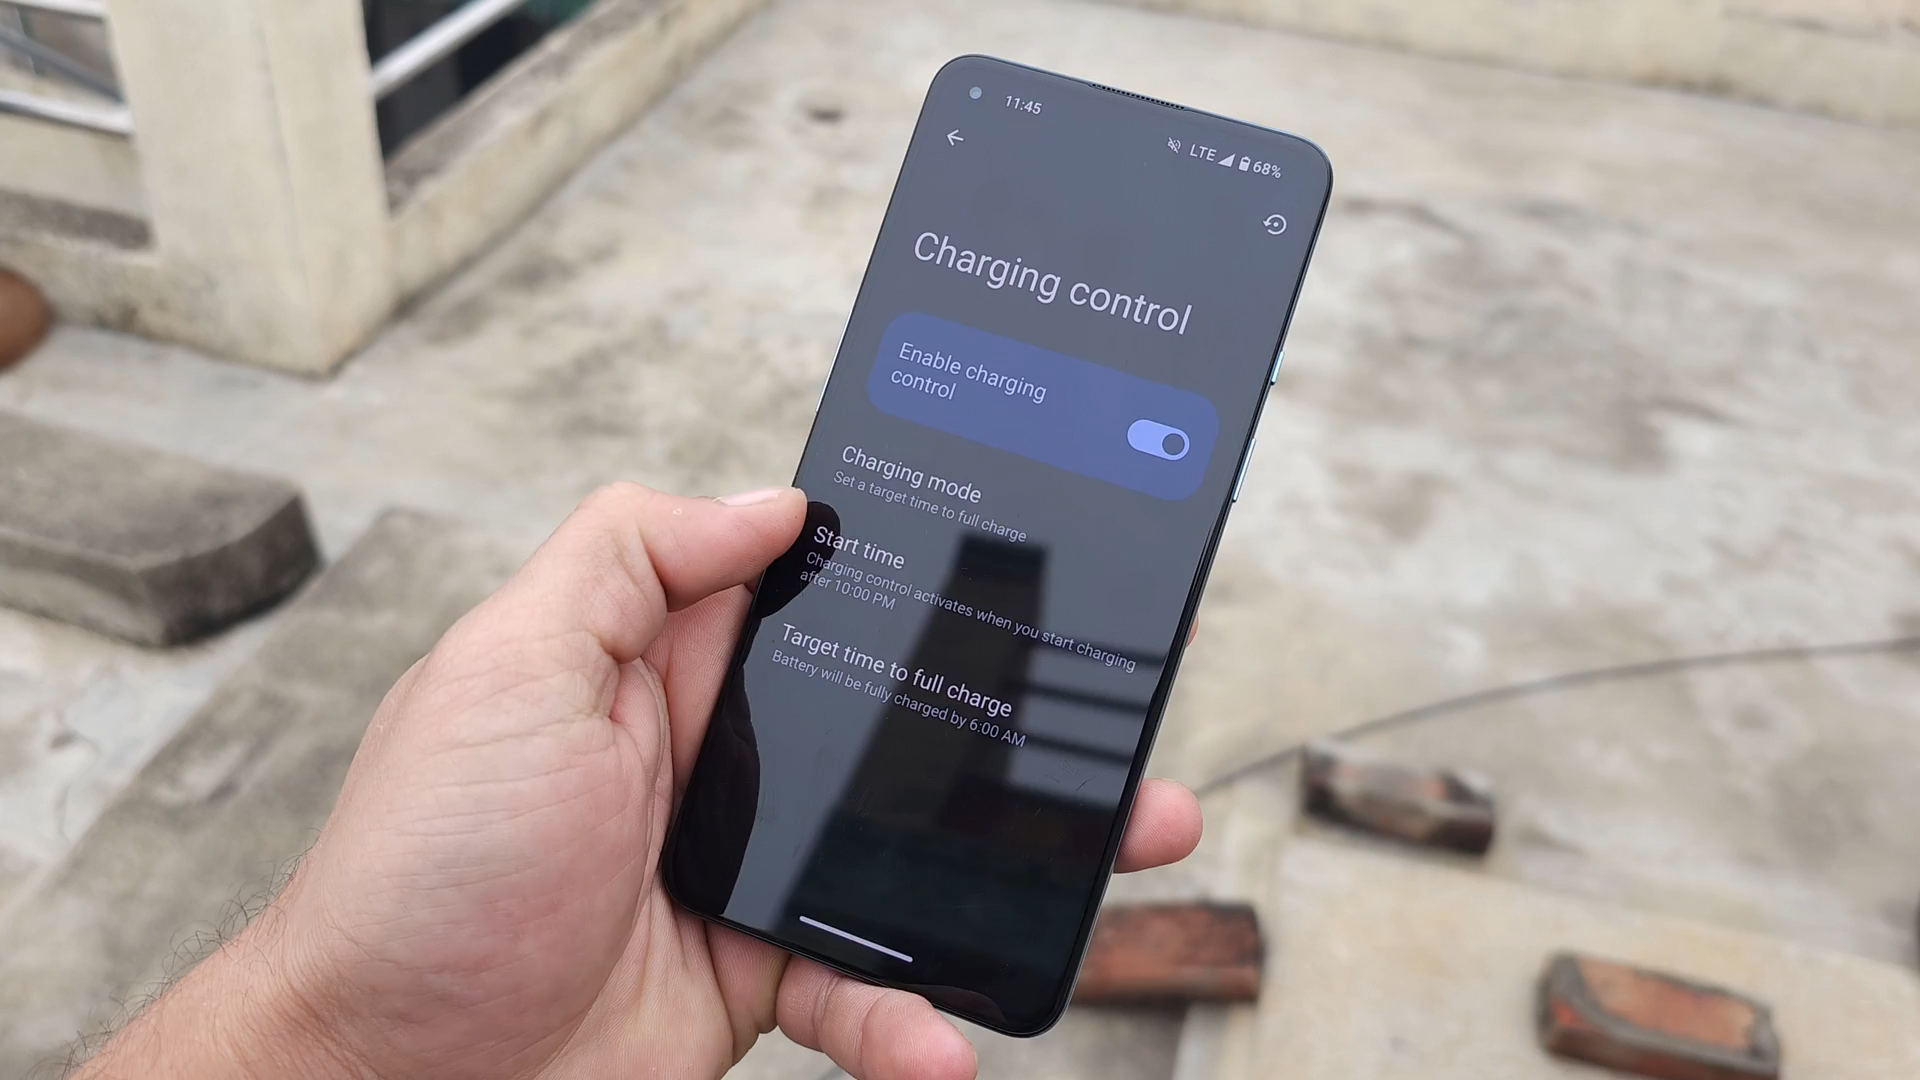 11:45
LTE 68%
Charging control
Enable charging
control
Charging mode
Set a target time to full charge
Start time
Charging control activates when you start charging
after 10:00 PM
Target time to full charge
Battery will be fully charged by 6:00 AM